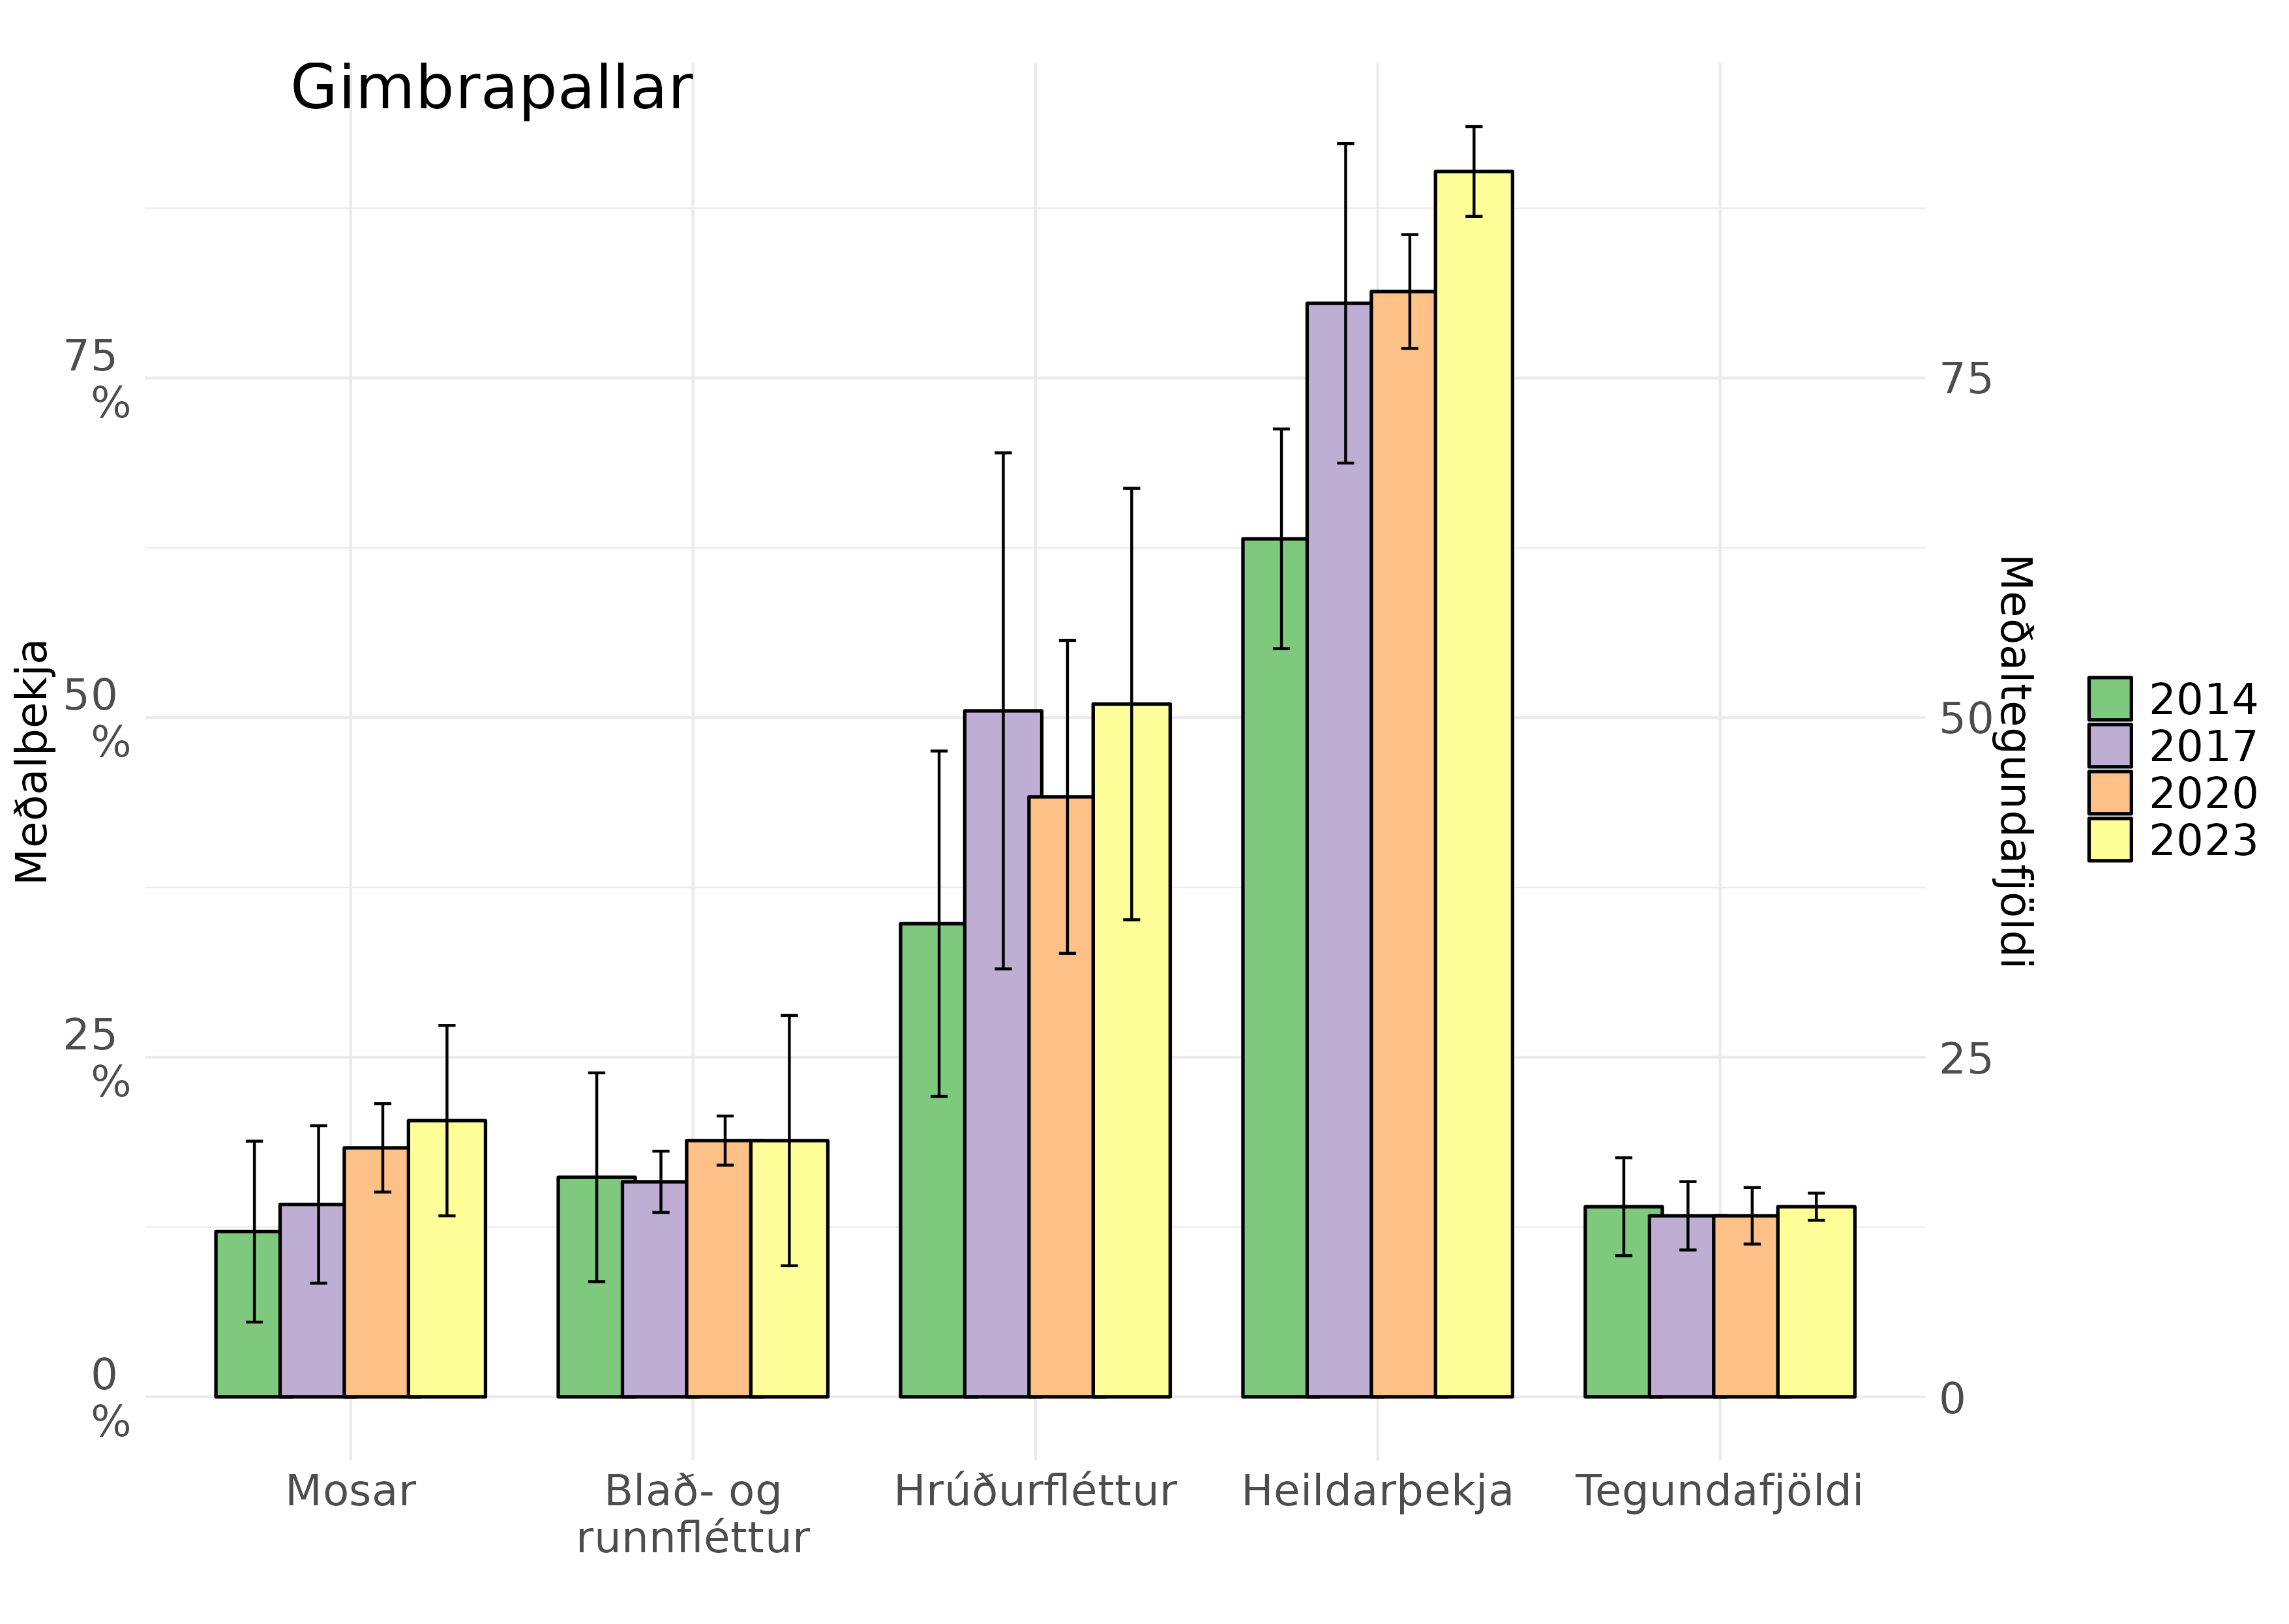 Gimbrapallar
Meðalþekja
75
%
50
%
25
%
0
%
75
50
25
0
Meðaltegundafjöldi
2014
2017
2020
2023
Mosar
Blað- og
runnfléttur
Hrúðurfléttur
Heildarþekja
Tegundafjöldi